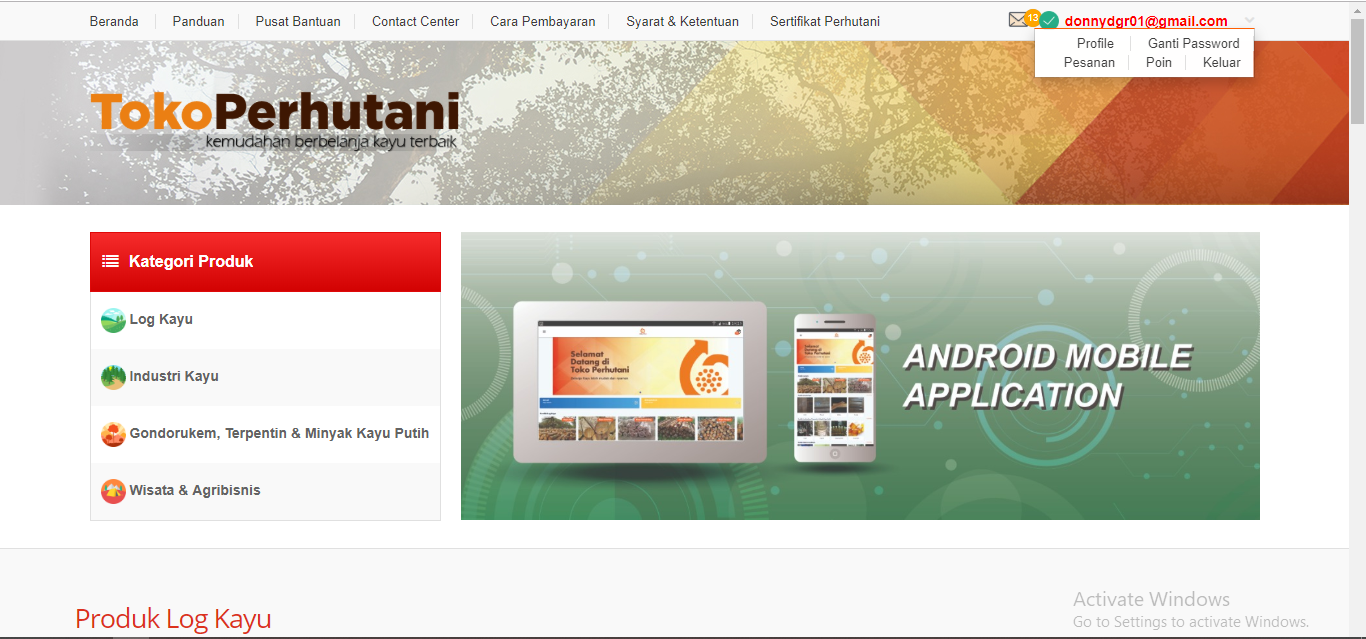 Beranda Panduan Pusat Bantuan Contact Center Cara Pembayaran Syarat & Ketentuan Sertifikat Perhutani 13 donnydgr01@gmail.com
Profile Ganti Password
Pesanan Poin Keluar
TokoPerhutani
kemudahan berbelanja kayu terbaik
Kategori Produk
Log Kayu
Industri Kayu
Gondorukem, Terpentin & Minyak Kayu Putih
Wisata & Agribisnis
Selamat
Datang di
Toko Perhutani
ANDROID MOBILE
APPLICATION
Produk Log Kayu
Activate Windows
Go to Settings to activate Windows.